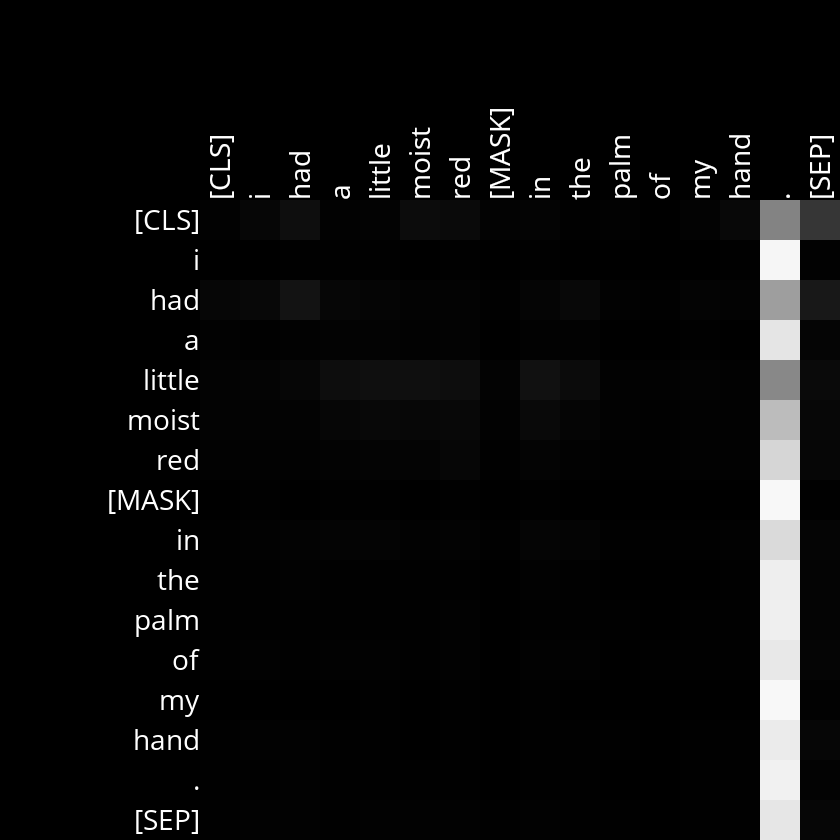 [CLS] i had a little moist red [MASK] in the palm of my hand . [SEP]
[CLS]
i
had
a
little
moist
red
[MASK]
in
the
palm
of
my
hand
.
[SEP]